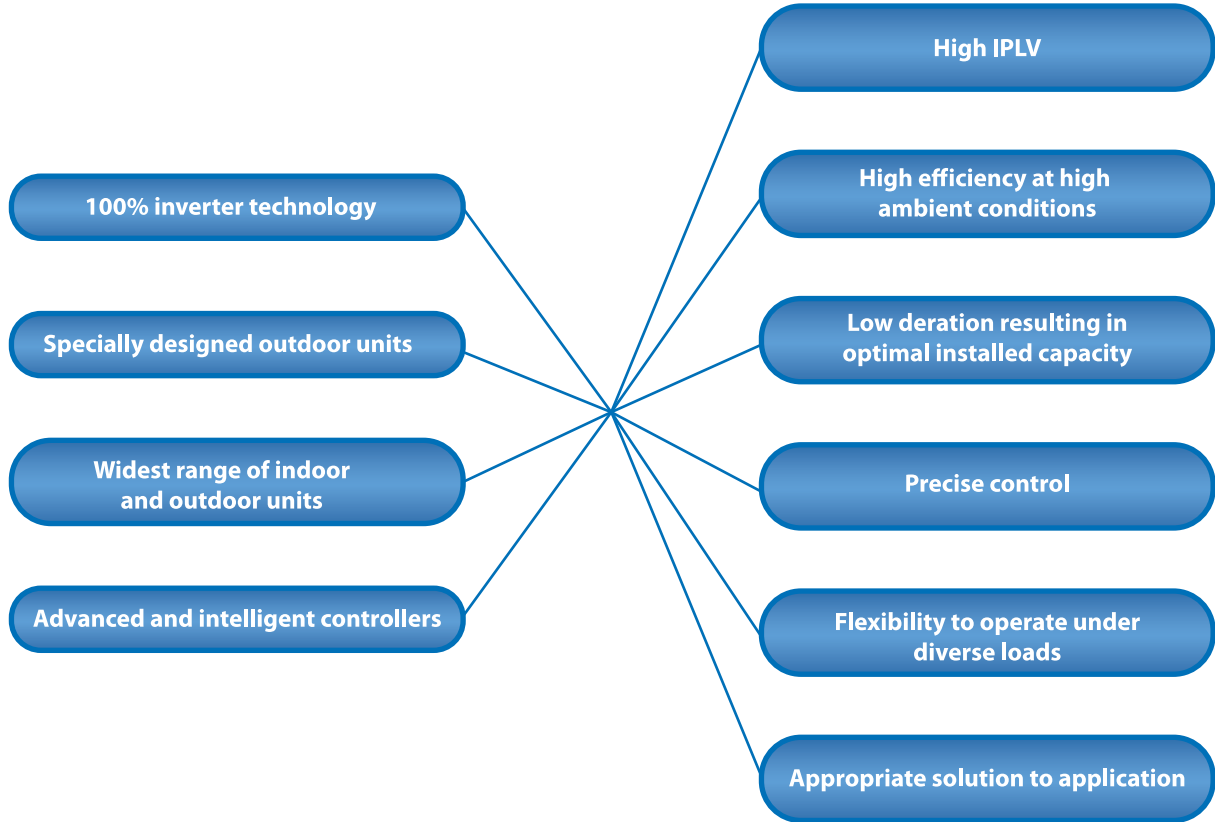 100% inverter technology
Specially designed outdoor units
Widest range of indoor
and outdoor units
Advanced and intelligent controllers
High IPLV
High efficiency at high
ambient conditions
Low deration resulting in
optimal installed capacity
Precise control
Flexibility to operate under
diverse loads
Appropriate solution to application